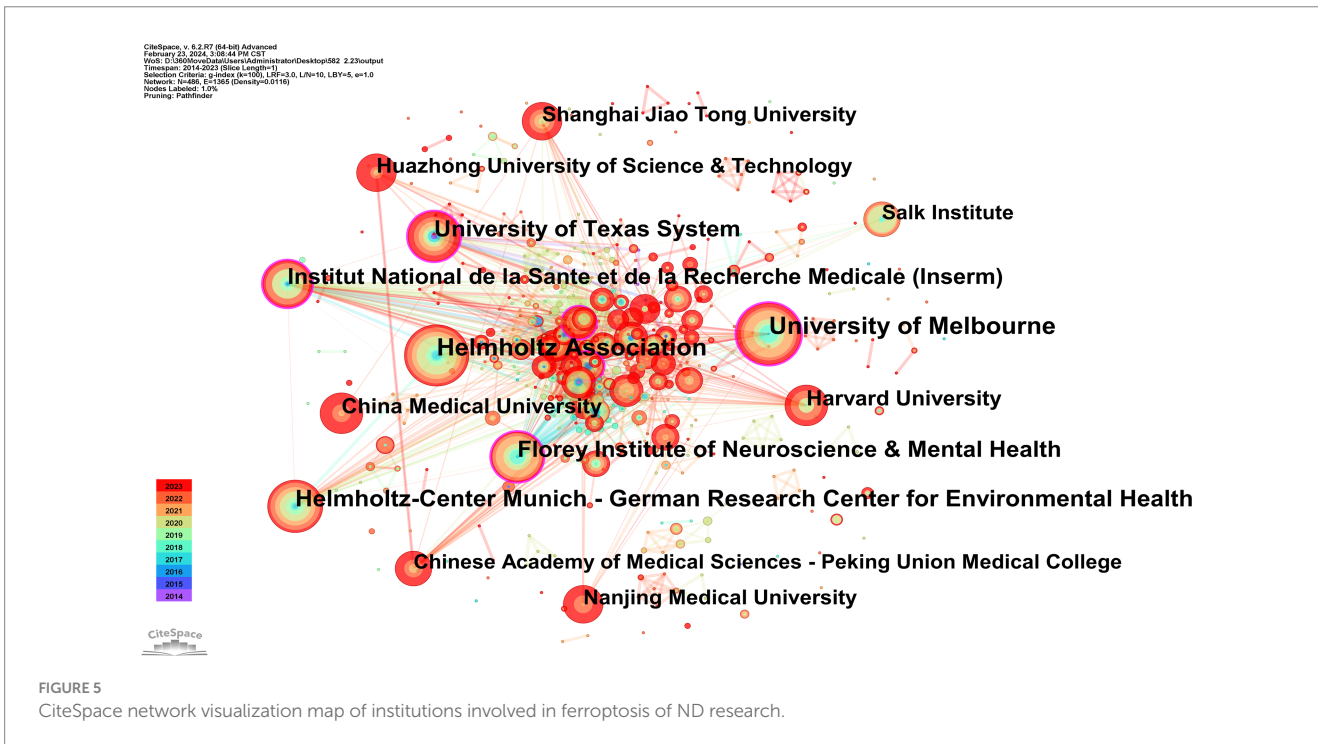 CiteSpace, v. 6.2.R7 (64-bit) Advanced
February 23, 2024, 3:08:44 PM CST
WoS: D:\360MoveData\Users\Administrator\Desktop\582 2.23\output
Timespan: 2014-2023 (Slice Length=1)
Selection Criteria: g-index (k=100), LRF=3.0, L/N=10, LBY=5, e=1.0
Network: N=486, E=1365 (Density=0.0116)
Nodes Labeled: 1.0%
Pruning: Pathfinder
Shanghai Jiao Tong University
Huazhong University of Science & Technology
Salk Institute
University of Texas System
Institut National de la Sante et de la Recherche Medicale (Inserm)
University of Melbourne
Helmholtz Association
Harvard University
China Medical University
Florey Institute of Neuroscience & Mental Health
Helmholtz-Center Munich - German Research Center for Environmental Health
Chinese Academy of Medical Sciences - Peking Union Medical College
Nanjing Medical University
2023
2022
2021
2020
2019
2018
2017
2016
2015
2014
CiteSpace
FIGURE 5
CiteSpace network visualization map of institutions involved in ferroptosis of ND research.